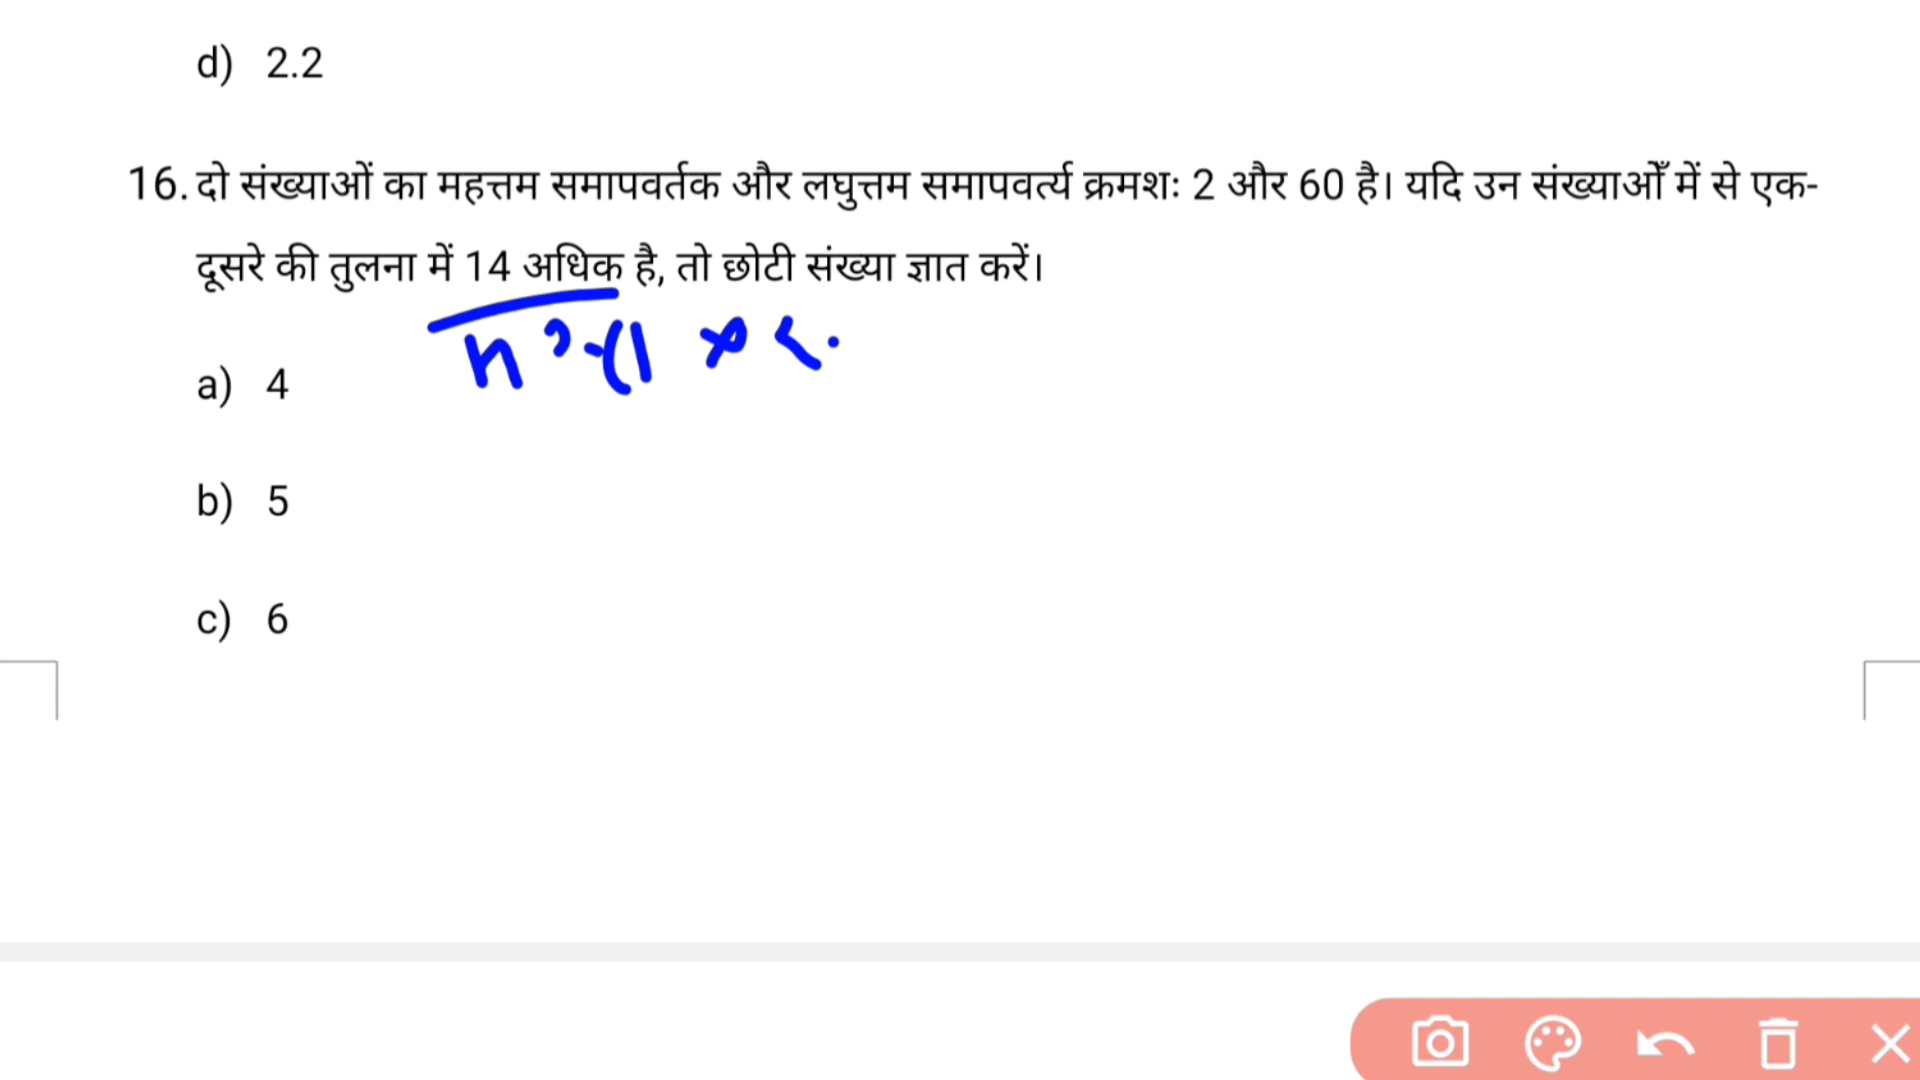 d) 2.2
16. दो संख्याओं का महत्तम समापवर्तक और लघुत्तम समापवर्त्य क्रमशः 2 और 60 है। यदि उन संख्याओँ में से एक-
दूसरे की तुलना में 14 अधिक है, तो छोटी संख्या ज्ञात करें।
a) 4
b) 5
c) 6